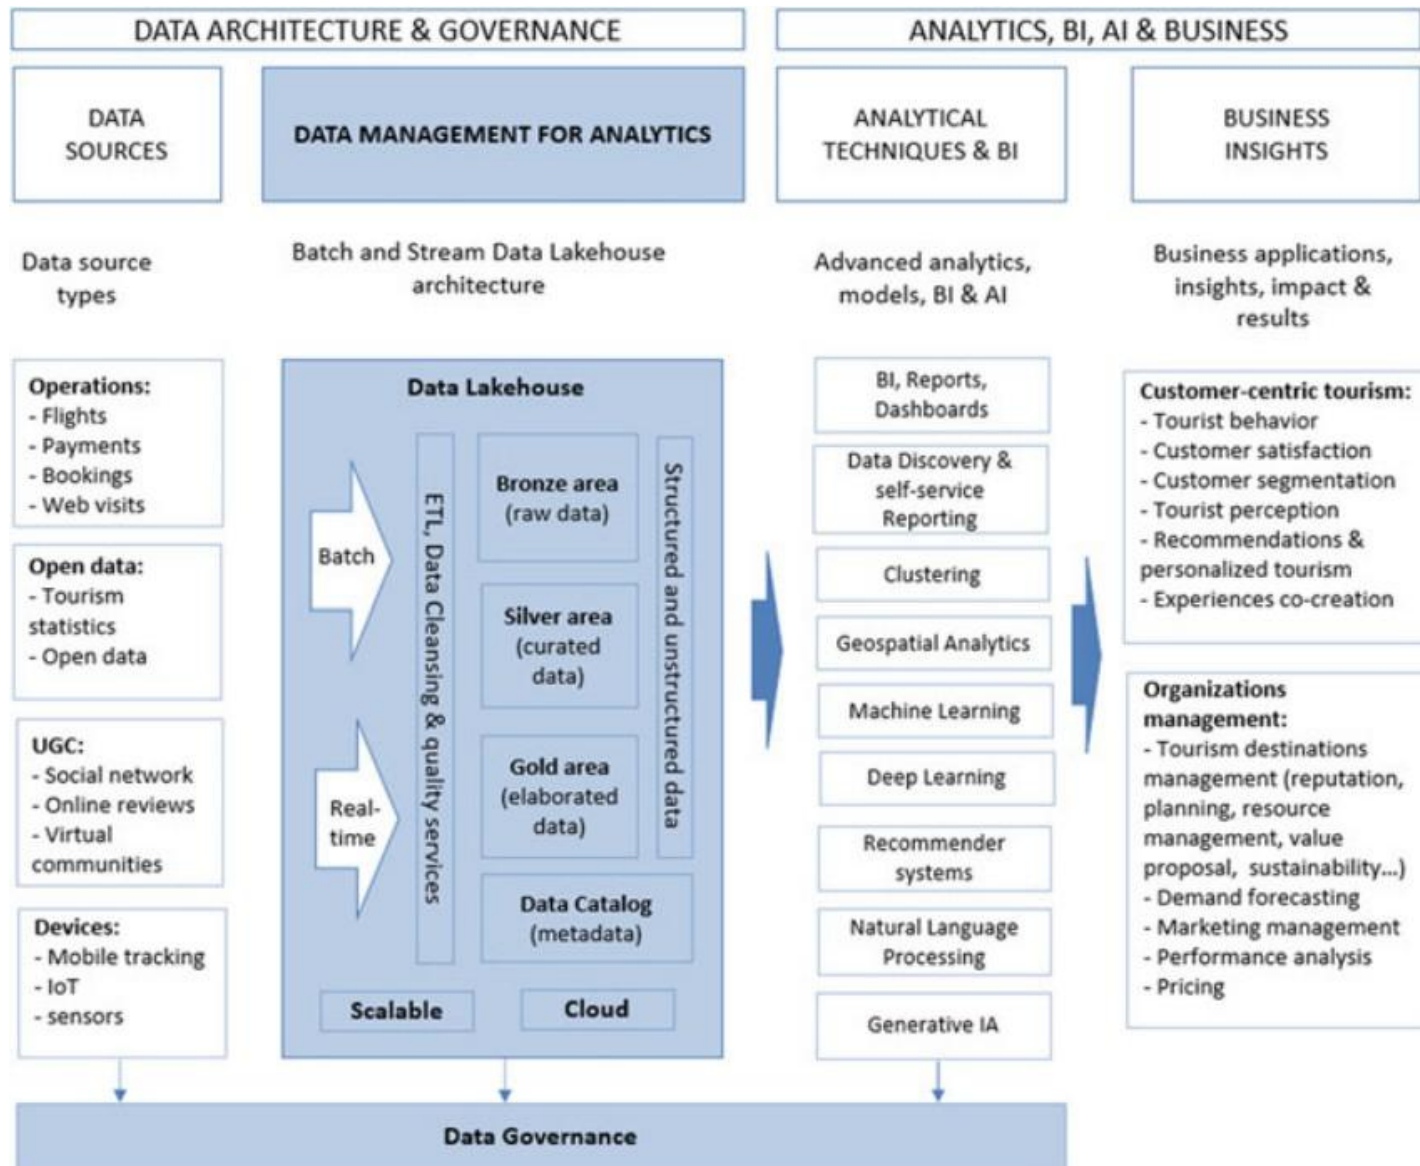 DATA ARCHITECTURE & GOVERNANCE
ANALYTICS, BI, AI & BUSINESS
DATA
SOURCES
DATA MANAGEMENT FOR ANALYTICS
ANALYTICAL
TECHNIQUES & BI
BUSINESS
INSIGHTS
Data source
types
Batch and Stream Data Lakehouse
architecture
Advanced analytics,
models, BI & AI
Business applications,
insights, impact &
results
Operations:
- Flights
- Payments
- Bookings
- Web visits
Open data:
- Tourism
statistics
- Open data
UGC:
- Social network
- Online reviews
- Virtual
communities
Devices:
- Mobile tracking
- IoT
- sensors
Data Lakehouse
Batch
Real-
time
ETL, Data Cleansing & quality services
Bronze area
(raw data)
Silver area
(curated
data)
Gold area
(elaborated
data)
Data Catalog
(metadata)
Structured and unstructured data
Scalable
Cloud
BI, Reports,
Dashboards
Data Discovery &
self-service
Reporting
Clustering
Geospatial Analytics
Machine Learning
Deep Learning
Recommender
systems
Natural Language
Processing
Generative IA
Customer-centric tourism:
- Tourist behavior
- Customer satisfaction
- Customer segmentation
- Tourist perception
- Recommendations &
personalized tourism
- Experiences co-creation
Organizations
management:
- Tourism destinations
management (reputation,
planning, resource
management, value
proposal, sustainability...)
- Demand forecasting
- Marketing management
- Performance analysis
- Pricing
Data Governance